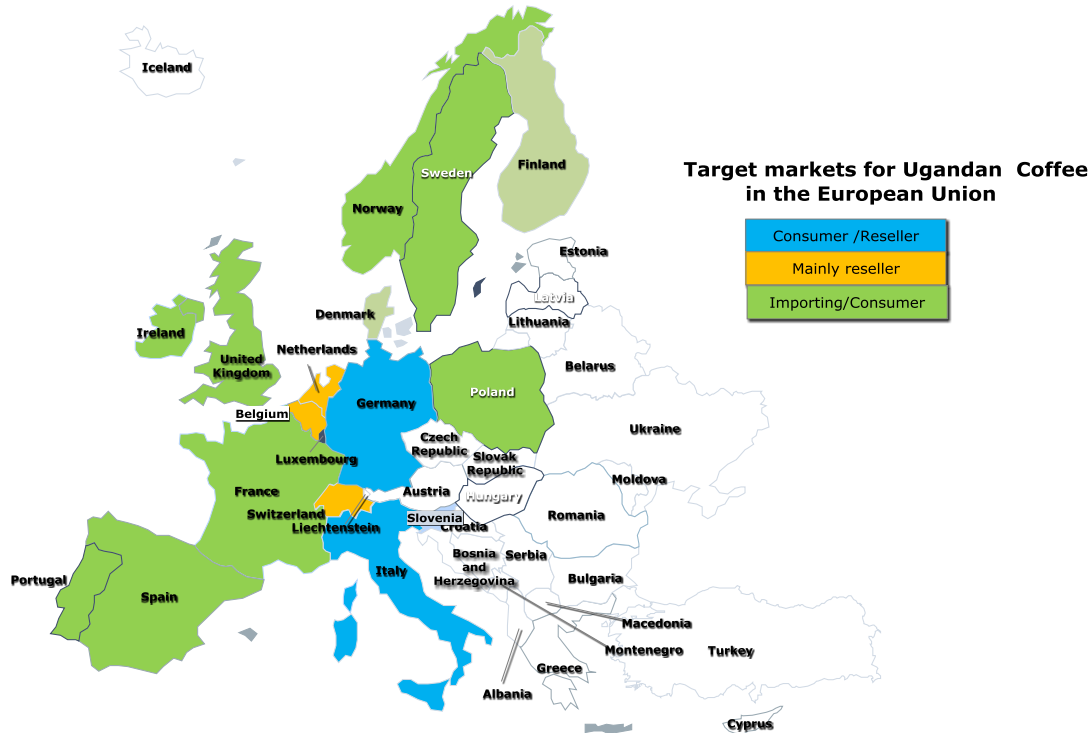 Iceland
Finland
Sweden
Norway
Target markets for Ugandan  Coffee
in the European Union
Consumer /Reseller
Mainly reseller
Importing/Consumer
Estonia
Latvia
Lithuania
Denmark
Ireland
Netherlands
United
Kingdom
Belarus
Poland
Germany
Belgium
Ukraine
Czech
Republic
Luxembourg
Slovak
Republic
Moldova
France
Austria
Hungary
Switzerland
Liechtenstein
Slovenia
Croatia
Romania
Bosnia
and
Herzegovina
Serbia
Italy
Bulgaria
Portugal
Spain
Macedonia
Montenegro
Turkey
Greece
Albania
Cyprus